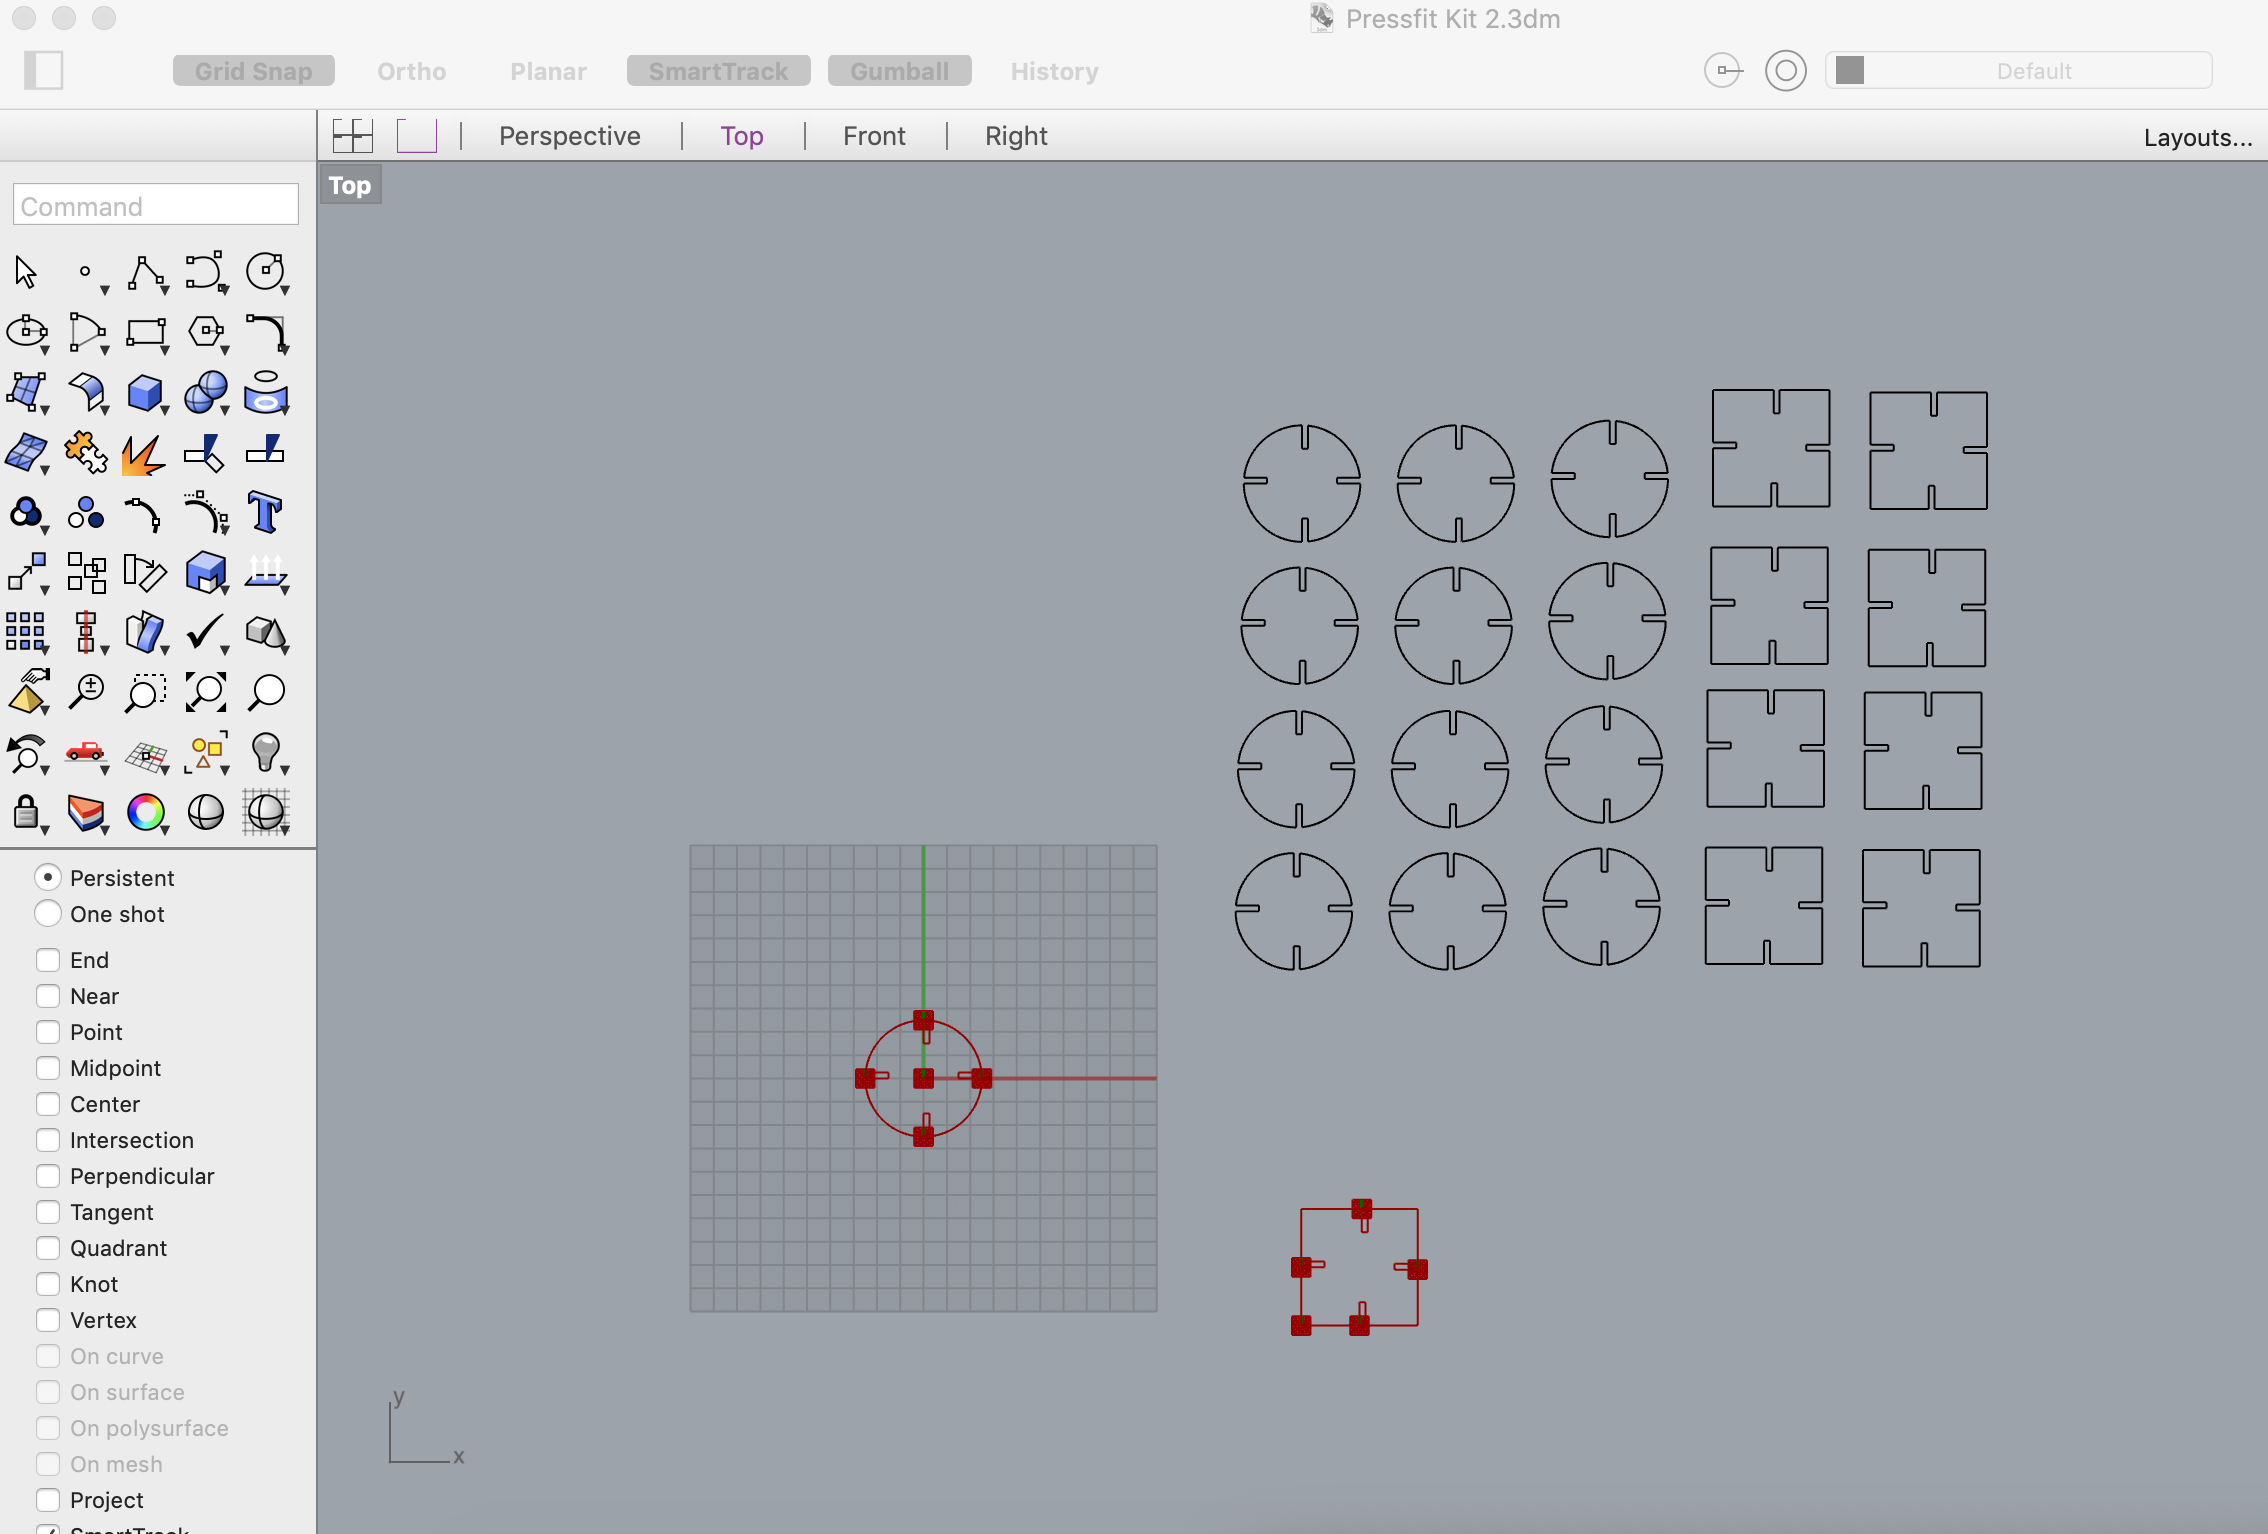 Pressfit Kit 2.3dm
Grid Snap Ortho Planar SmartTrack Gumball History Default
Perspective Top Front Right Layouts...
Top
Command
Persistent
One shot
End
Near
Point
Midpoint
Center
Intersection
Perpendicular
Tangent
Quadrant
Knot
Vertex
On curve
On surface
On polysurface
On mesh
Project
SmartTrack
y
x